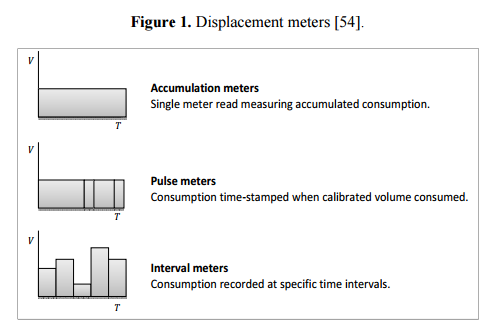 Figure 1. Displacement meters [54].
V
Accumulation meters
Single meter read measuring accumulated consumption.
T
V
Pulse meters
Consumption time-stamped when calibrated volume consumed.
T
V
Interval meters
Consumption recorded at specific time intervals.
T